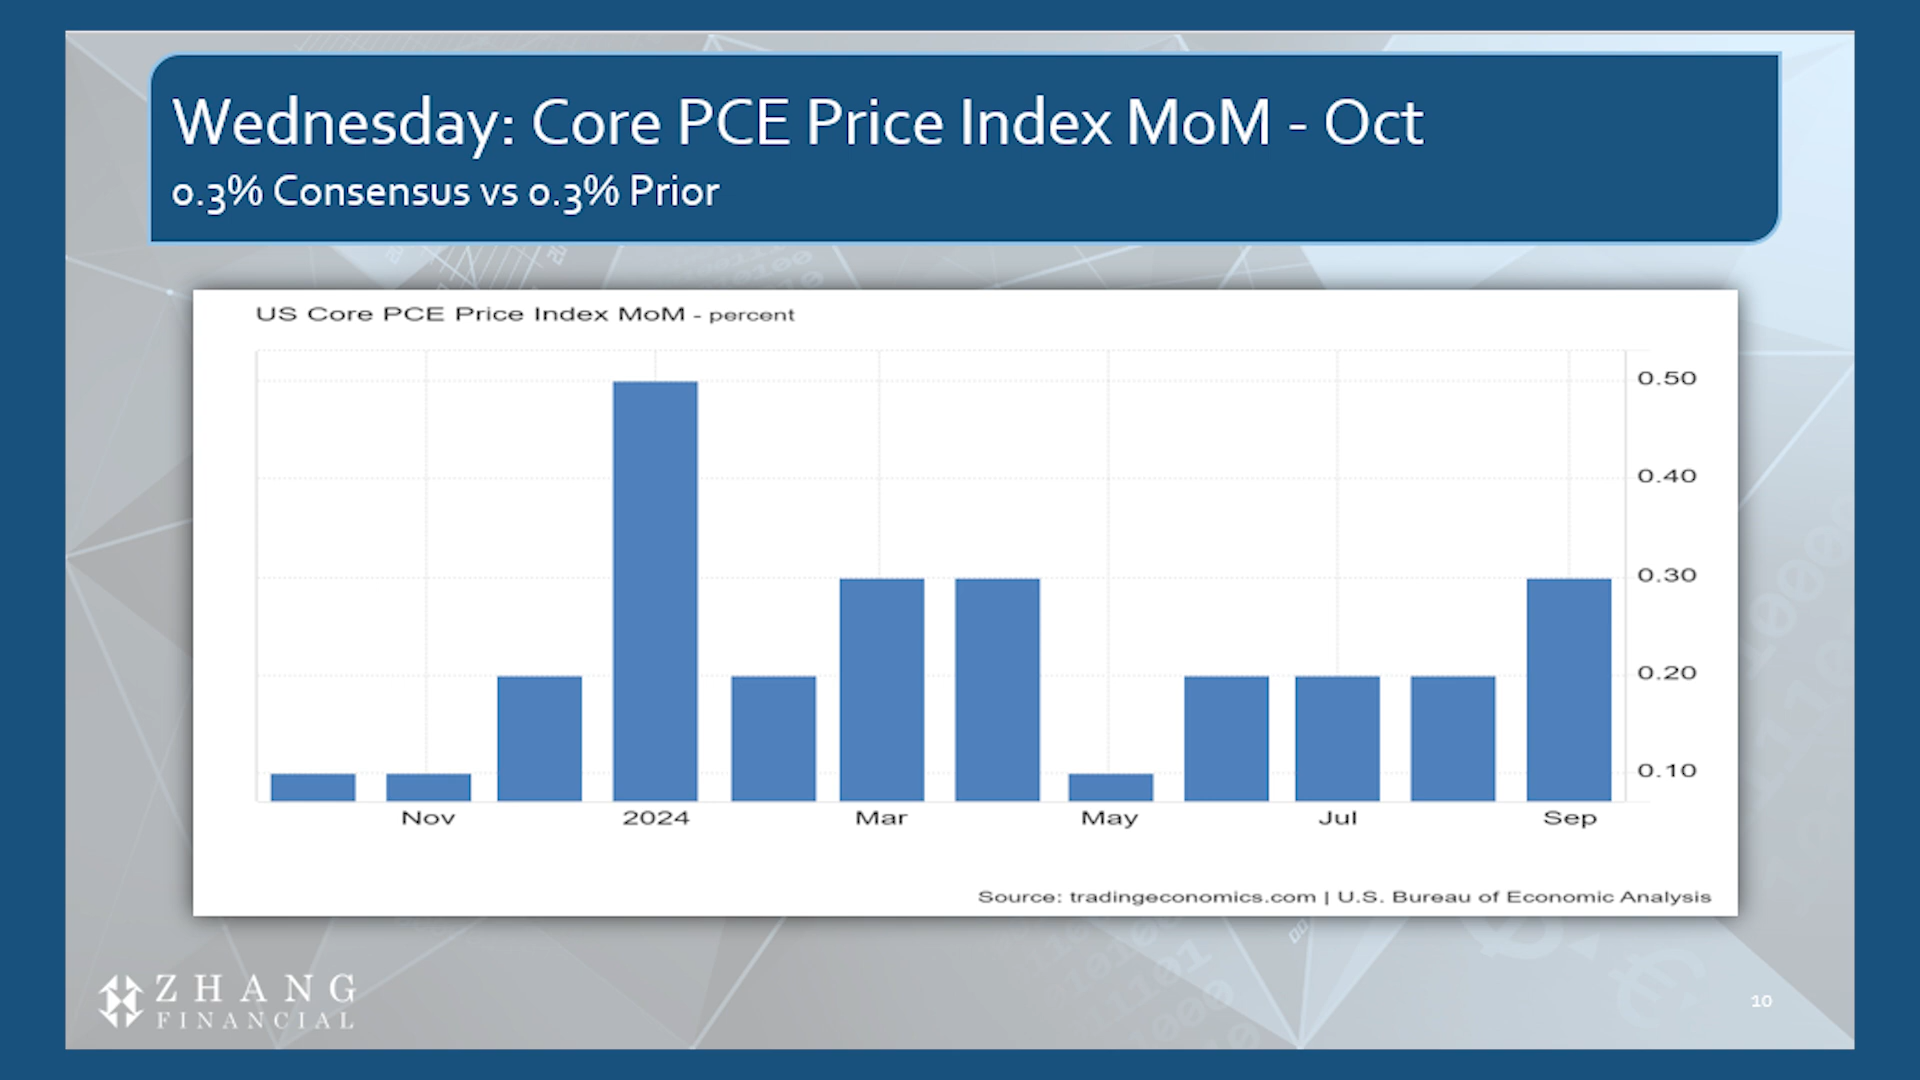 Wednesday: Core PCE Price Index MoM - Oct
0.3% Consensus vs 0.3% Prior
US Core PCE Price Index MoM - percent
0.50
0.40
0.30
0.20
0.10
Nov 2024 Mar May Jul Sep
Source: tradingeconomics.com | U.S. Bureau of Economic Analysis
ZHANG
FINANCIAL
10